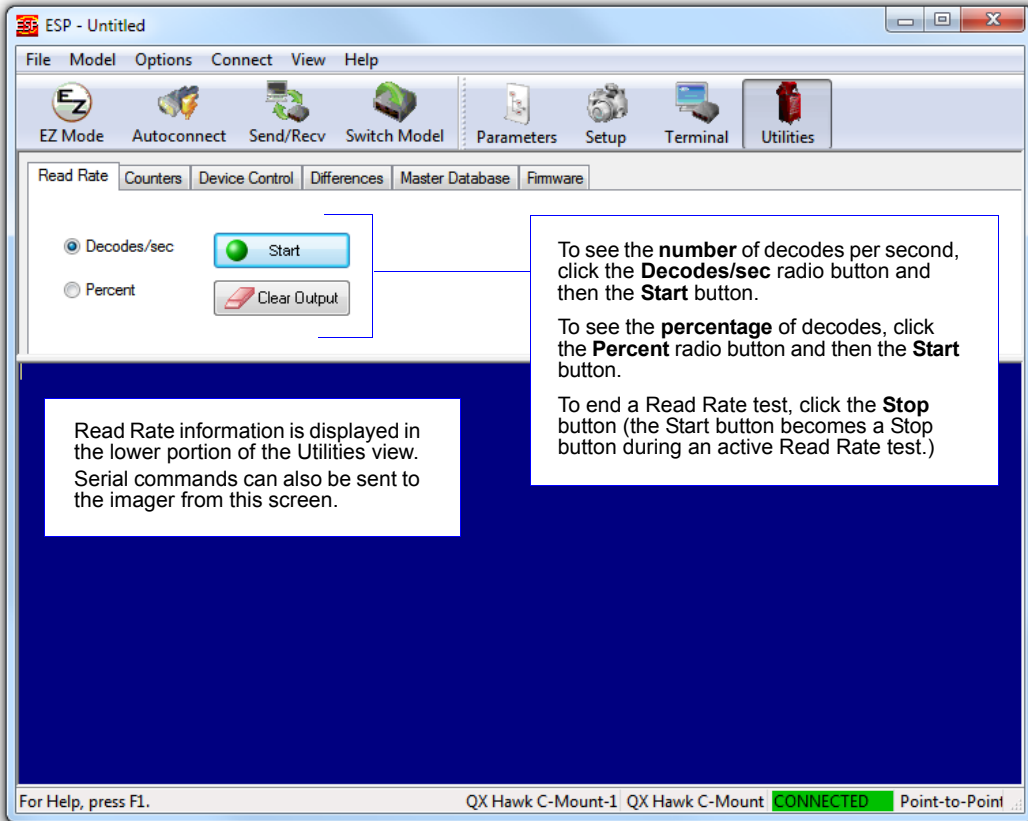 ESP - Untitled
File Model Options Connect View Help
EZ Mode Autoconnect Send/Recv Switch Model Parameters Setup Terminal Utilities
Read Rate Counters Device Control Differences Master Database Firmware
Decodes/sec
Start
Percent
Clear Output
To see the number of decodes per second,
click the Decodes/sec radio button and
then the Start button.
To see the percentage of decodes, click
the Percent radio button and then the Start
button.
To end a Read Rate test, click the Stop
button (the Start button becomes a Stop
button during an active Read Rate test.)
Read Rate information is displayed in
the lower portion of the Utilities view.
Serial commands can also be sent to
the imager from this screen.
For Help, press F1. QX Hawk C-Mount-1 QX Hawk C-Mount CONNECTED Point-to-Point